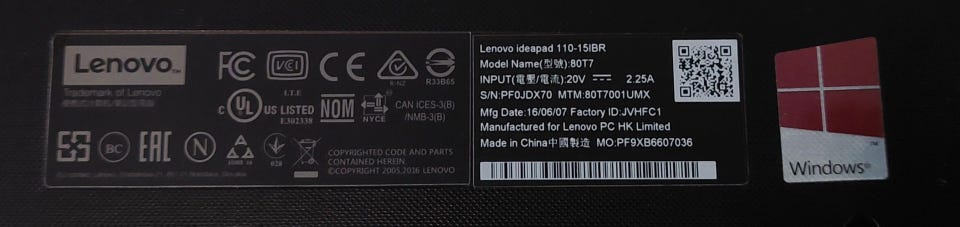 Lenovo™
Trademark of Lenovo
FC
VCI
I.T.E
CE
K-NZ
R33B65
c UL US LISTED
E302338
NOM
NYCE
CAN ICES-3(B)
/NMB-3(B)
BC
EAC
N
028
COPYRIGHTED CODE AND PARTS
CONTAINED HEREIN
©COPYRIGHT 2005,2016 LENOVO
Lenovo ideapad 110-15IBR
Model Name(型號):80T7
INPUT(電壓/電流):20V ⎓ 2.25A
S/N:PF0JDX70 MTM:80T7001UMX
Mfg Date:16/06/07 Factory ID:JVHFC1
Manufactured for Lenovo PC HK Limited
Made in China中國製造 MO:PF9XB6607036
Windows®